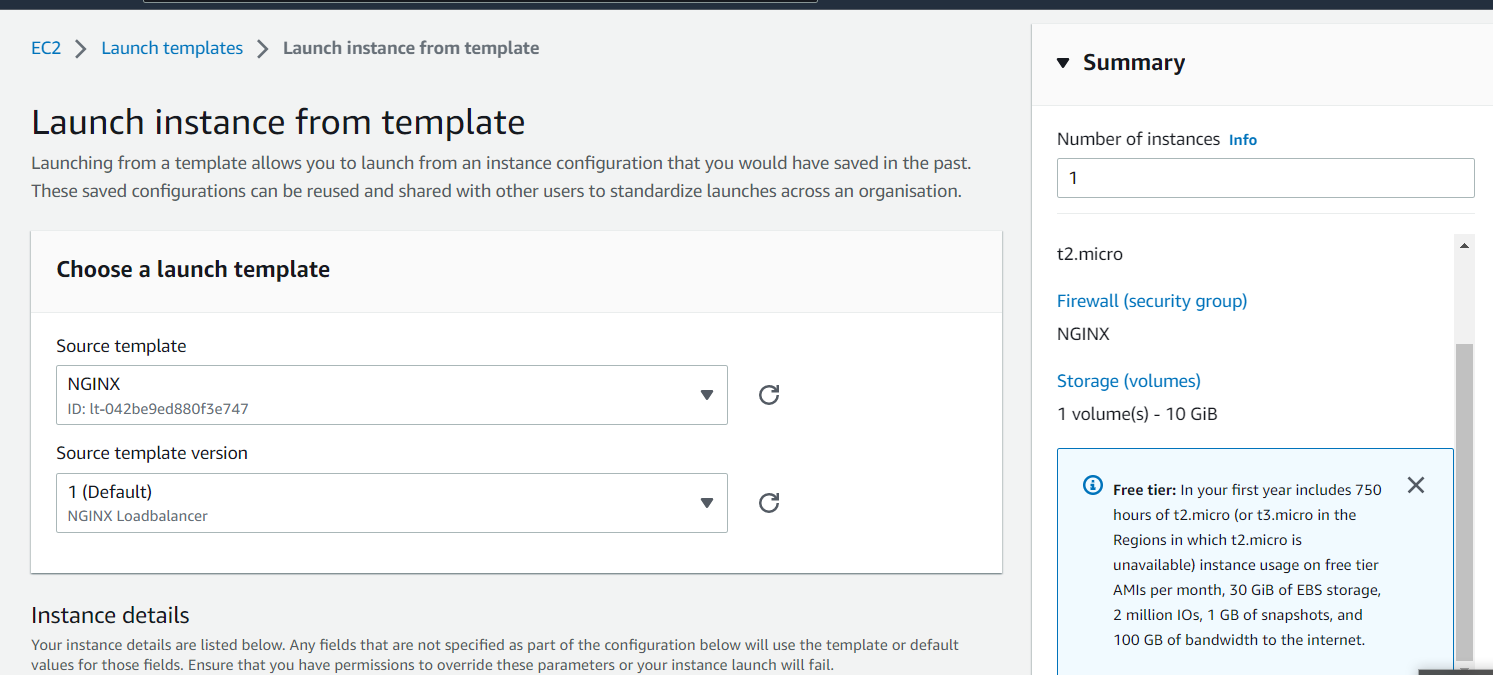 EC2 > Launch templates > Launch instance from template
Launch instance from template
Launching from a template allows you to launch from an instance configuration that you would have saved in the past.
These saved configurations can be reused and shared with other users to standardize launches across an organisation.
Choose a launch template
Source template
NGINX
ID: lt-042be9ed880f3e747
Source template version
1 (Default)
NGINX Loadbalancer
Instance details
Your instance details are listed below. Any fields that are not specified as part of the configuration below will use the template or default
values for those fields. Ensure that you have permissions to override these parameters or your instance launch will fail.
Summary
Number of instances Info
1
t2.micro
Firewall (security group)
NGINX
Storage (volumes)
1 volume(s) - 10 GiB
Free tier: In your first year includes 750
hours of t2.micro (or t3.micro in the
Regions in which t2.micro is
unavailable) instance usage on free tier
AMIs per month, 30 GiB of EBS storage,
2 million IOs, 1 GB of snapshots, and
100 GB of bandwidth to the internet.